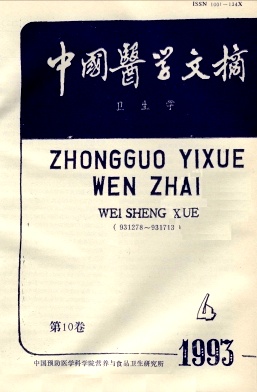 ISSN 1001-134X
中國醫學文摘
卫生学
ZHONGGUO YIXUE
WEN ZHAI
WEI SHENG XUE
(931278～931713)
4
第10卷
1993
中国预防医学科学院营养与食品卫生研究所